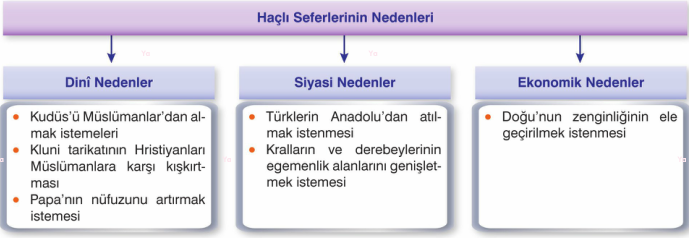 Haçlı Seferlerinin Nedenleri
Dinî Nedenler
Kudüs'ü Müslümanlar'dan al-
mak istemeleri
Kluni tarikatının Hristiyanları
Müslümanlara karşı kışkırt-
ması
Papa'nın nüfuzunu artırmak
istemesi
Siyasi Nedenler
Türklerin Anadolu'dan atıl-
mak istenmesi
Kralların ve derebeylerinin
egemenlik alanlarını genişlet-
mek istemesi
Ekonomik Nedenler
Doğu'nun zenginliğinin ele
geçirilmek istenmesi